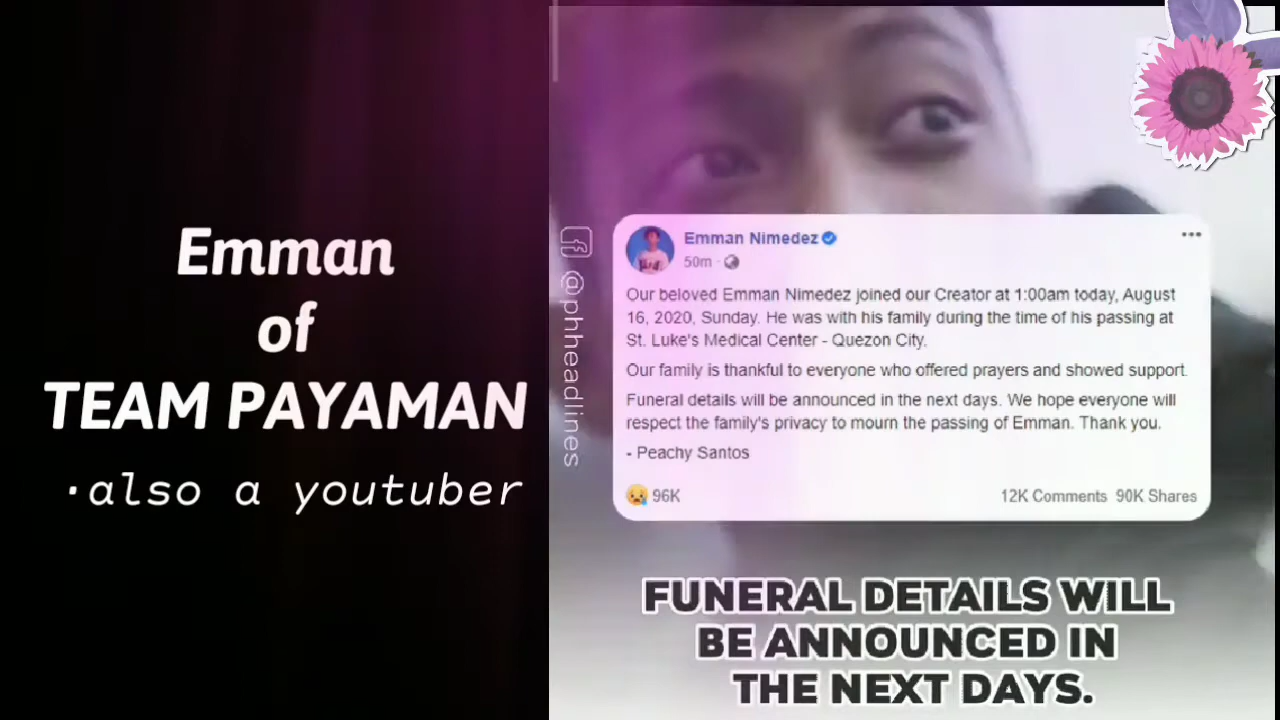 Emman
of
TEAM PAYAMAN
·also a youtuber
@phheadlines
Emman Nimedez
50m ·
Our beloved Emman Nimedez joined our Creator at 1:00am today, August
16, 2020, Sunday. He was with his family during the time of his passing at
St. Luke's Medical Center - Quezon City.
Our family is thankful to everyone who offered prayers and showed support.
Funeral details will be announced in the next days. We hope everyone will
respect the family's privacy to mourn the passing of Emman. Thank you.
- Peachy Santos
96K
12K Comments 90K Shares
FUNERAL DETAILS WILL
BE ANNOUNCED IN
THE NEXT DAYS.